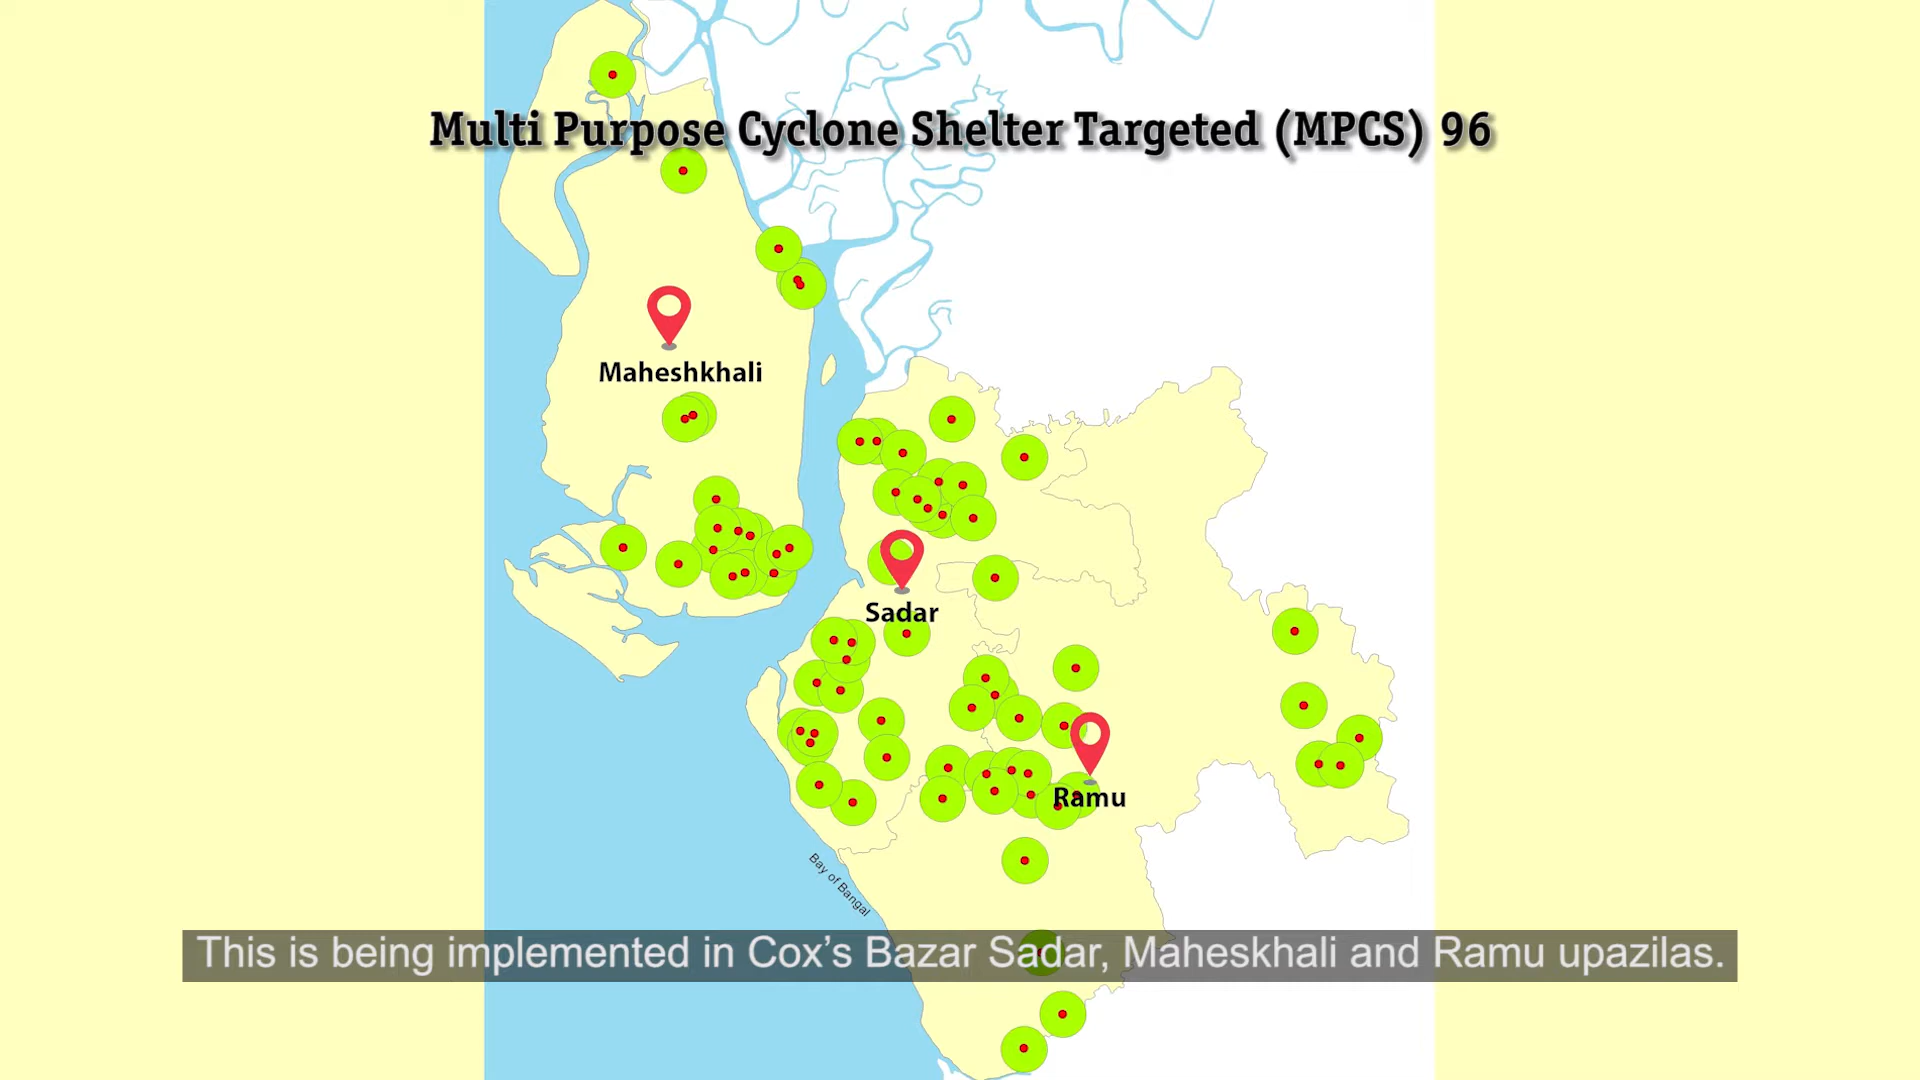 Multi Purpose Cyclone Shelter Targeted (MPCS) 96
Maheshkhali
Sadar
Ramu
Bay of Bangal
This is being implemented in Cox’s Bazar Sadar, Maheskhali and Ramu upazilas.